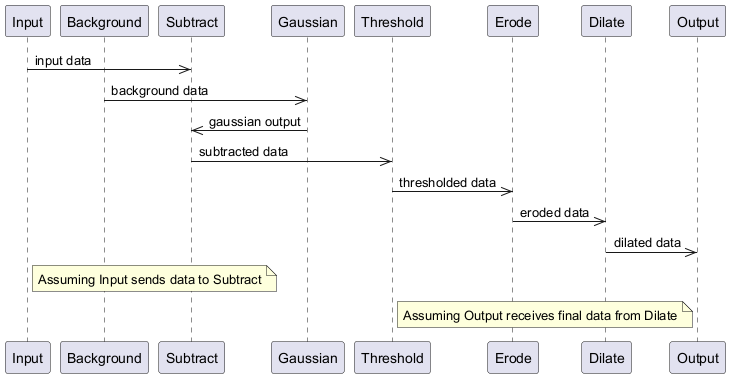 Input Background Subtract Gaussian Threshold Erode Dilate Output
input data
background data
gaussian output
subtracted data
thresholded data
eroded data
dilated data
Assuming Input sends data to Subtract
Assuming Output receives final data from Dilate
Input Background Subtract Gaussian Threshold Erode Dilate Output